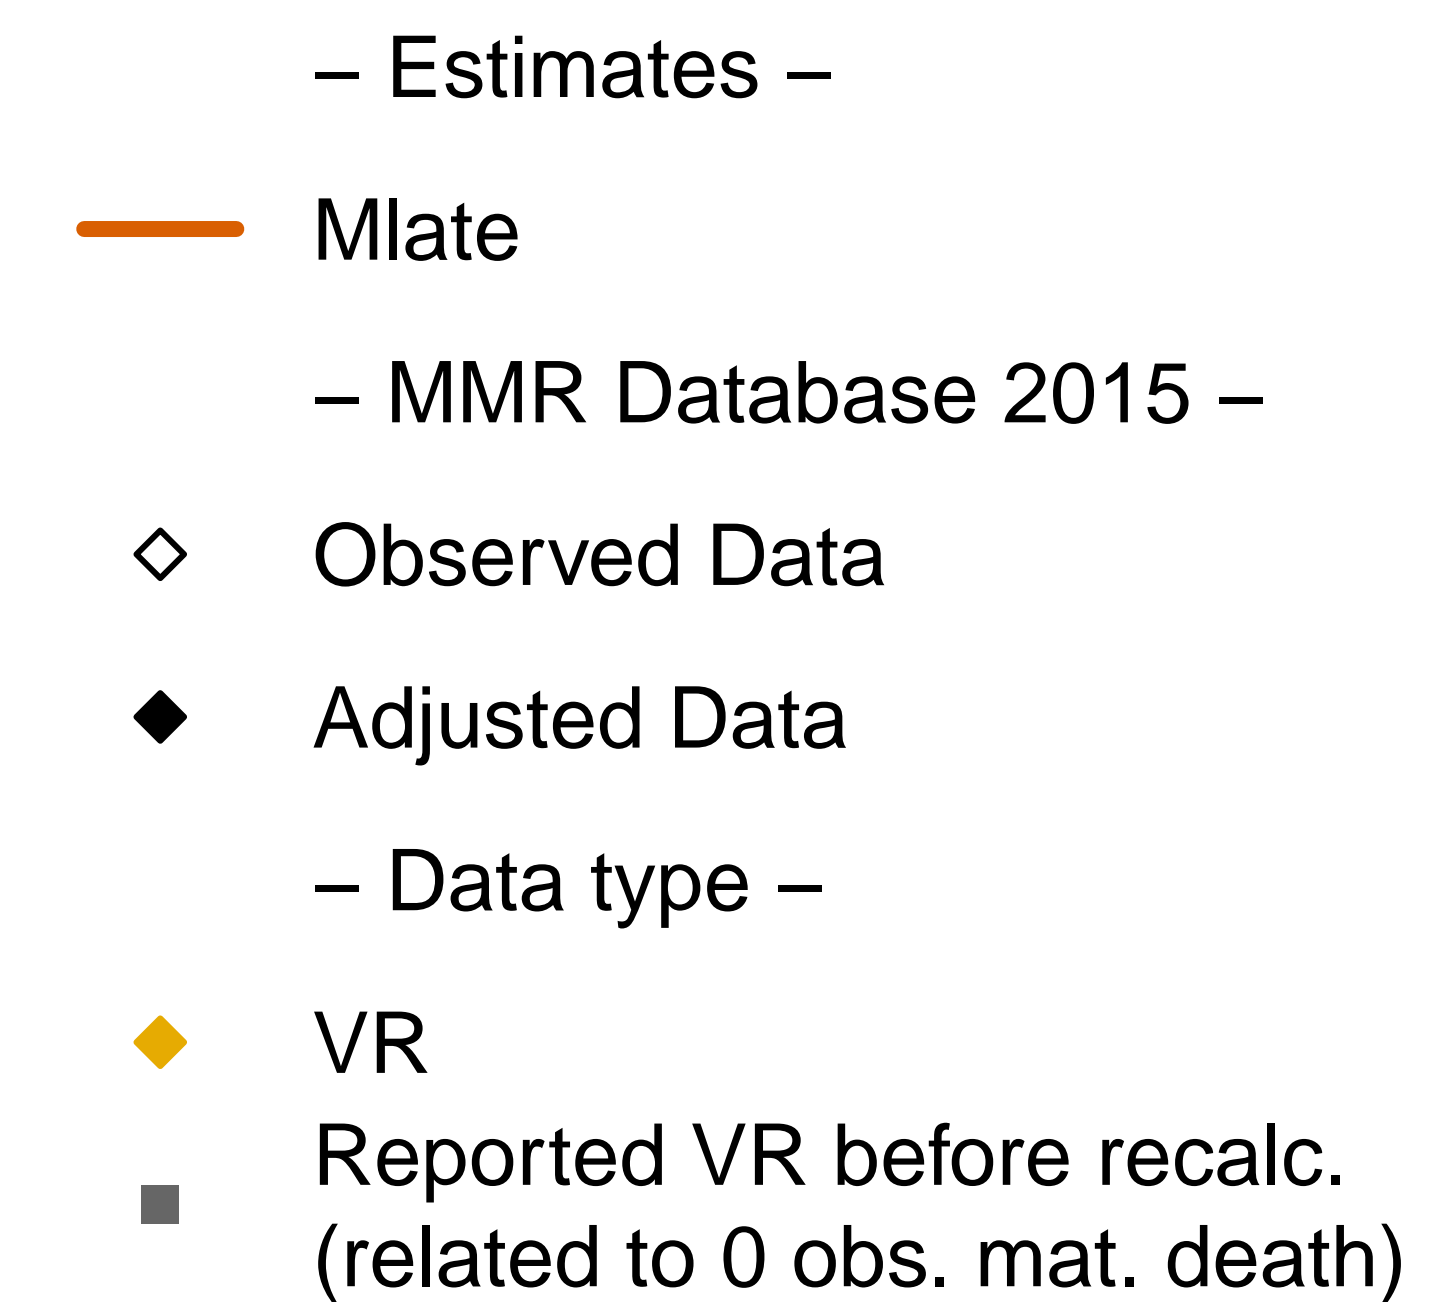 – Estimates –
Mlate
– MMR Database 2015 –
Observed Data
Adjusted Data
– Data type –
VR
Reported VR before recalc.
(related to 0 obs. mat. death)